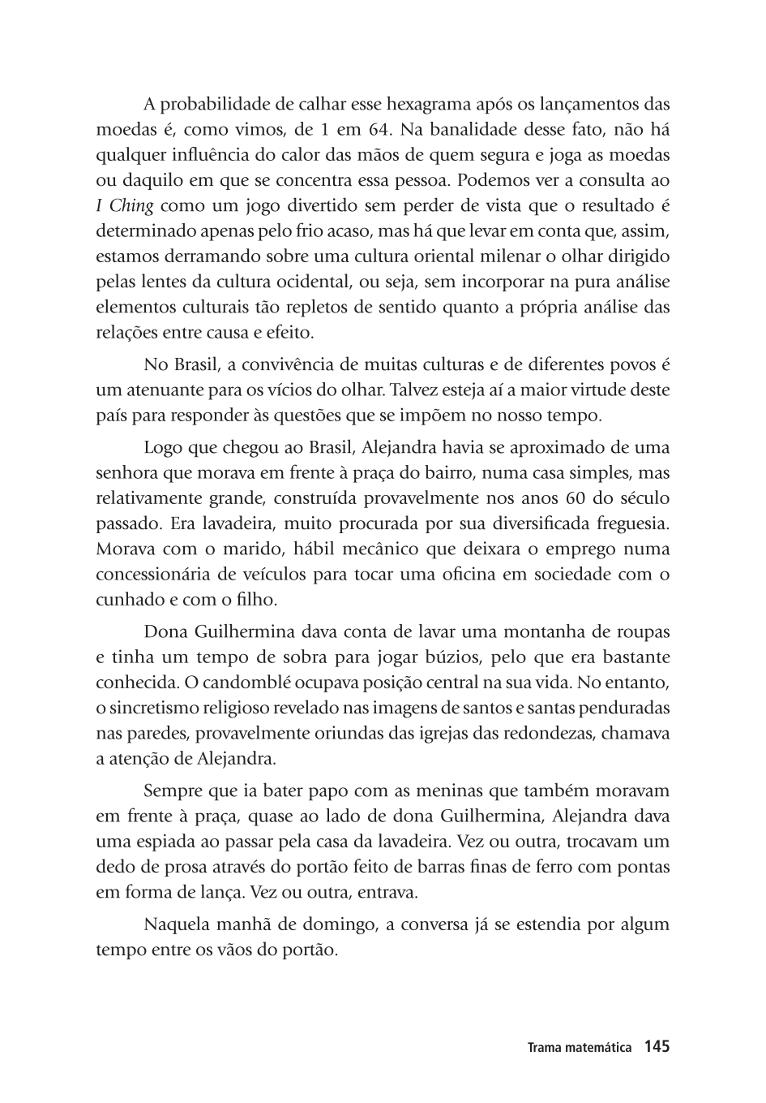 A probabilidade de calhar esse hexagrama após os lançamentos das
moedas é, como vimos, de 1 em 64. Na banalidade desse fato, não há
qualquer influência do calor das mãos de quem segura e joga as moedas
ou daquilo em que se concentra essa pessoa. Podemos ver a consulta ao
I Ching como um jogo divertido sem perder de vista que o resultado é
determinado apenas pelo frio acaso, mas há que levar em conta que, assim,
estamos derramando sobre uma cultura oriental milenar o olhar dirigido
pelas lentes da cultura ocidental, ou seja, sem incorporar na pura análise
elementos culturais tão repletos de sentido quanto a própria análise das
relações entre causa e efeito.
No Brasil, a convivência de muitas culturas e de diferentes povos é
um atenuante para os vícios do olhar. Talvez esteja aí a maior virtude deste
país para responder às questões que se impõem no nosso tempo.
Logo que chegou ao Brasil, Alejandra havia se aproximado de uma
senhora que morava em frente à praça do bairro, numa casa simples, mas
relativamente grande, construída provavelmente nos anos 60 do século
passado. Era lavadeira, muito procurada por sua diversificada freguesia.
Morava com o marido, hábil mecânico que deixara o emprego numa
concessionária de veículos para tocar uma oficina em sociedade com o
cunhado e com o filho.
Dona Guilhermina dava conta de lavar uma montanha de roupas
e tinha um tempo de sobra para jogar búzios, pelo que era bastante
conhecida. O candomblé ocupava posição central na sua vida. No entanto,
o sincretismo religioso revelado nas imagens de santos e santas penduradas
nas paredes, provavelmente oriundas das igrejas das redondezas, chamava
a atenção de Alejandra.
Sempre que ia bater papo com as meninas que também moravam
em frente à praça, quase ao lado de dona Guilhermina, Alejandra dava
uma espiada ao passar pela casa da lavadeira. Vez ou outra, trocavam um
dedo de prosa através do portão feito de barras finas de ferro com pontas
em forma de lança. Vez ou outra, entrava.
Naquela manhã de domingo, a conversa já se estendia por algum
tempo entre os vãos do portão.
Trama matemática 145